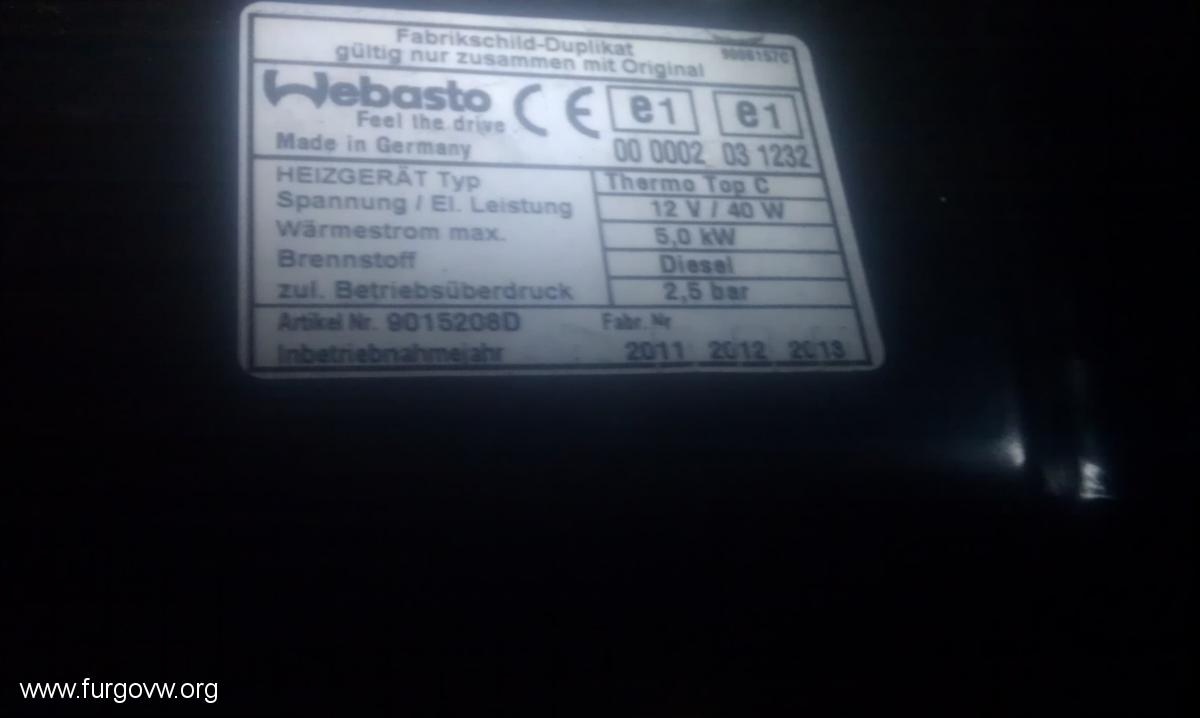 Fabrikschild-Duplikat
gültig nur zusammen mit Original
9006157C
Webasto
Feel the drive
CE e1 e1
Made in Germany
00 0002 03 1232
HEIZGERÄT Typ Thermo Top C
Spannung / El. Leistung 12 V / 40 W
Wärmestrom max. 5,0 kW
Brennstoff Diesel
zul. Betriebsüberdruck 2,5 bar
Artikel Nr. 9015208D Fabr. Nr
Inbetriebnahmejahr 2011 2012 2013
www.furgovw.org